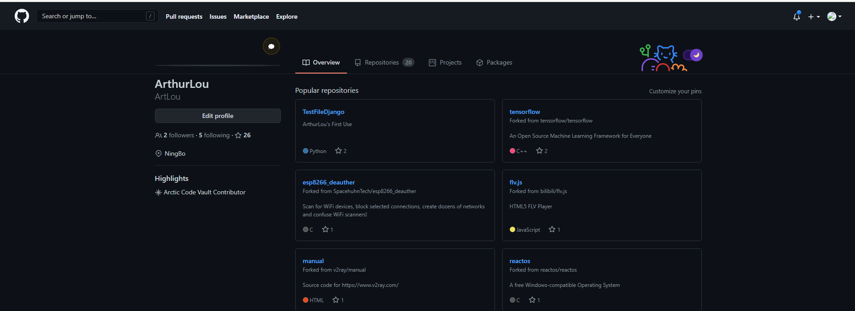 Search or jump to...
/
Pull requests
Issues
Marketplace
Explore
Overview
Repositories 20
Projects
Packages
ArthurLou
ArtLou
Edit profile
2 followers · 5 following · 26
NingBo
Highlights
Arctic Code Vault Contributor
Popular repositories
Customize your pins
TestFileDjango
ArthurLou's First Use
Python 2
tensorflow
Forked from tensorflow/tensorflow
An Open Source Machine Learning Framework for Everyone
C++ 2
esp8266_deauther
Forked from SpacehuhnTech/esp8266_deauther
Scan for WiFi devices, block selected connections, create dozens of networks
and confuse WiFi scanners!
C 1
flv.js
Forked from bilibili/flv.js
HTML5 FLV Player
JavaScript 1
manual
Forked from v2ray/manual
Source code for https://www.v2ray.com/
HTML 1
reactos
Forked from reactos/reactos
A free Windows-compatible Operating System
C 1